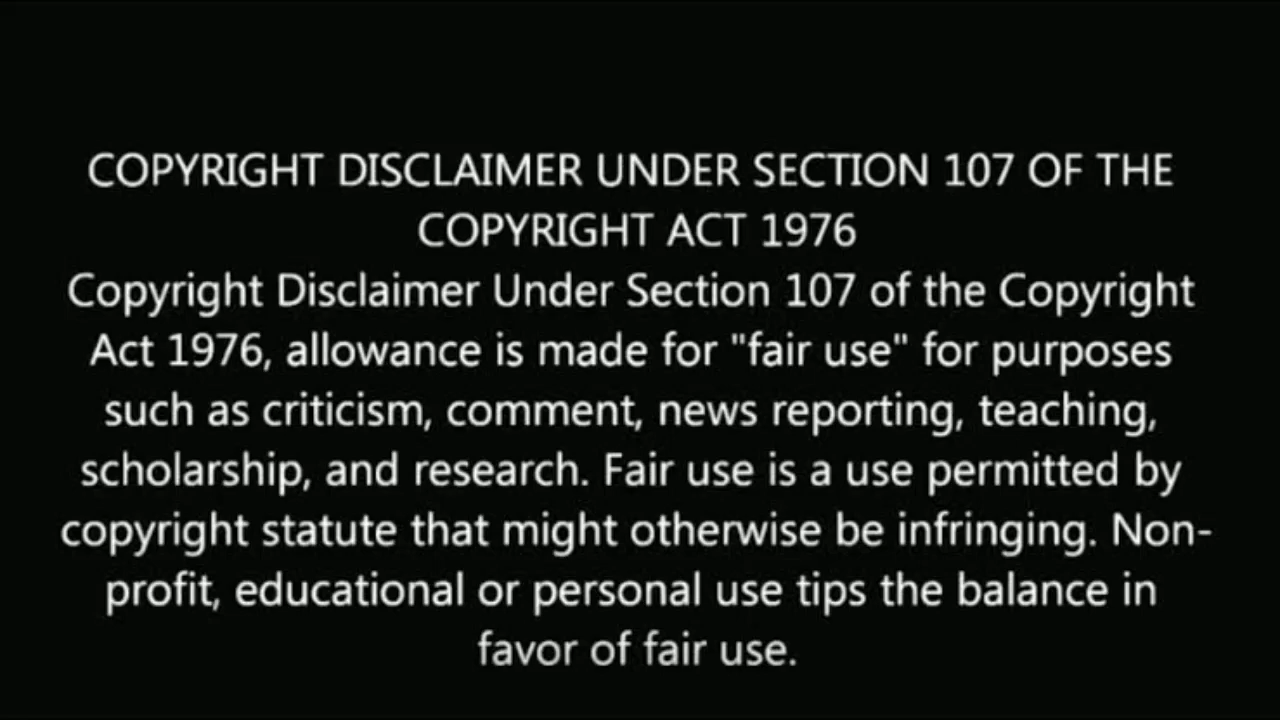 COPYRIGHT DISCLAIMER UNDER SECTION 107 OF THE
COPYRIGHT ACT 1976
Copyright Disclaimer Under Section 107 of the Copyright
Act 1976, allowance is made for "fair use" for purposes
such as criticism, comment, news reporting, teaching,
scholarship, and research. Fair use is a use permitted by
copyright statute that might otherwise be infringing. Non-
profit, educational or personal use tips the balance in
favor of fair use.